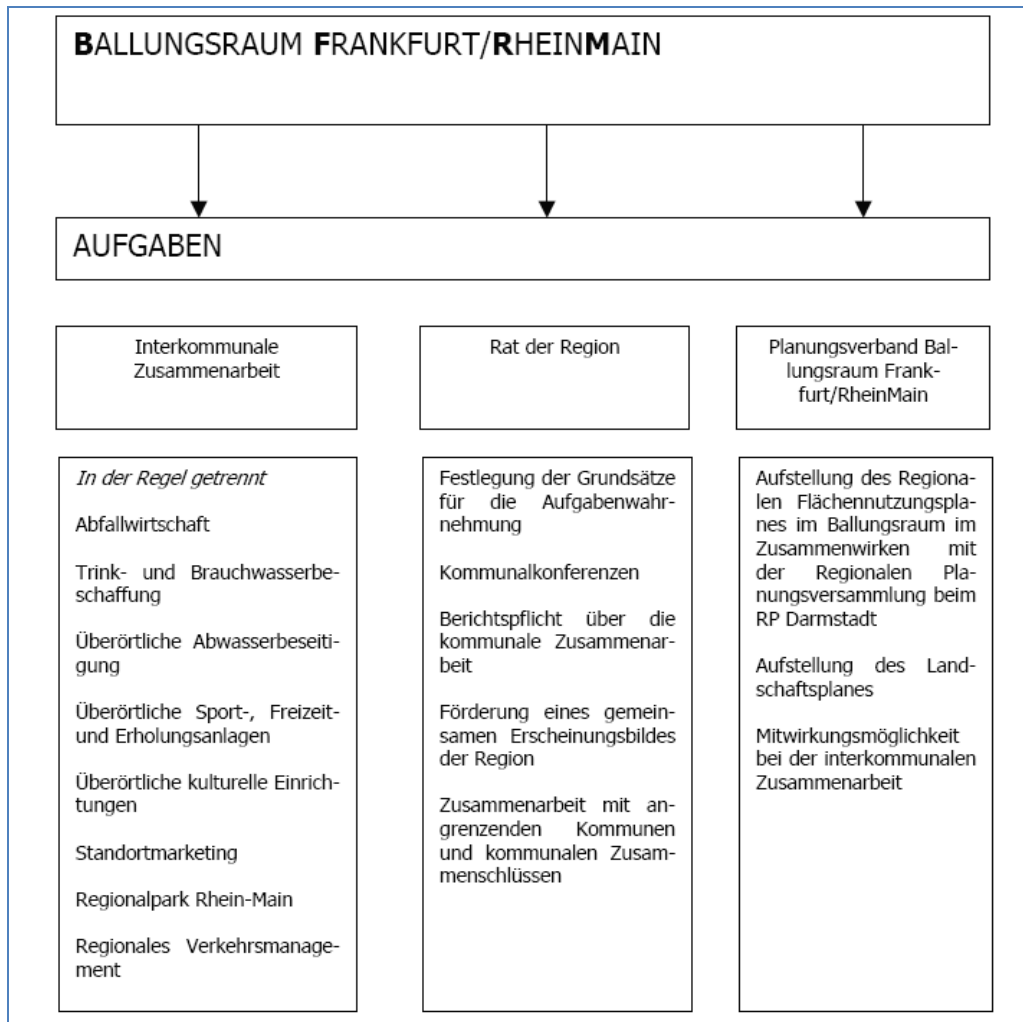 BALLUNGSRAUM FRANKFURT/RHEINMAIN
AUFGABEN
Interkommunale
Zusammenarbeit
Rat der Region
Planungsverband Bal-
lungsraum Frank-
furt/RheinMain
In der Regel getrennt
Abfallwirtschaft
Trink- und Brauchwasserbe-
schaffung
Überörtliche Abwasserbeseiti-
gung
Überörtliche Sport-, Freizeit-
und Erholungsanlagen
Überörtliche kulturelle Einrich-
tungen
Standortmarketing
Regionalpark Rhein-Main
Regionales Verkehrsmanage-
ment
Festlegung der Grundsätze
für die Aufgabenwahr-
nehmung
Kommunalkonferenzen
Berichtspflicht über die
kommunale Zusammenar-
beit
Förderung eines gemein-
samen Erscheinungsbildes
der Region
Zusammenarbeit mit an-
grenzenden Kommunen
und kommunalen Zusam-
menschlüssen
Aufstellung des Regiona-
len Flächennutzungspla-
nes im Ballungsraum im
Zusammenwirken mit
der Regionalen Pla-
nungsversammlung beim
RP Darmstadt
Aufstellung des Land-
schaftsplanes
Mitwirkungsmöglichkeit
bei der interkommunalen
Zusammenarbeit